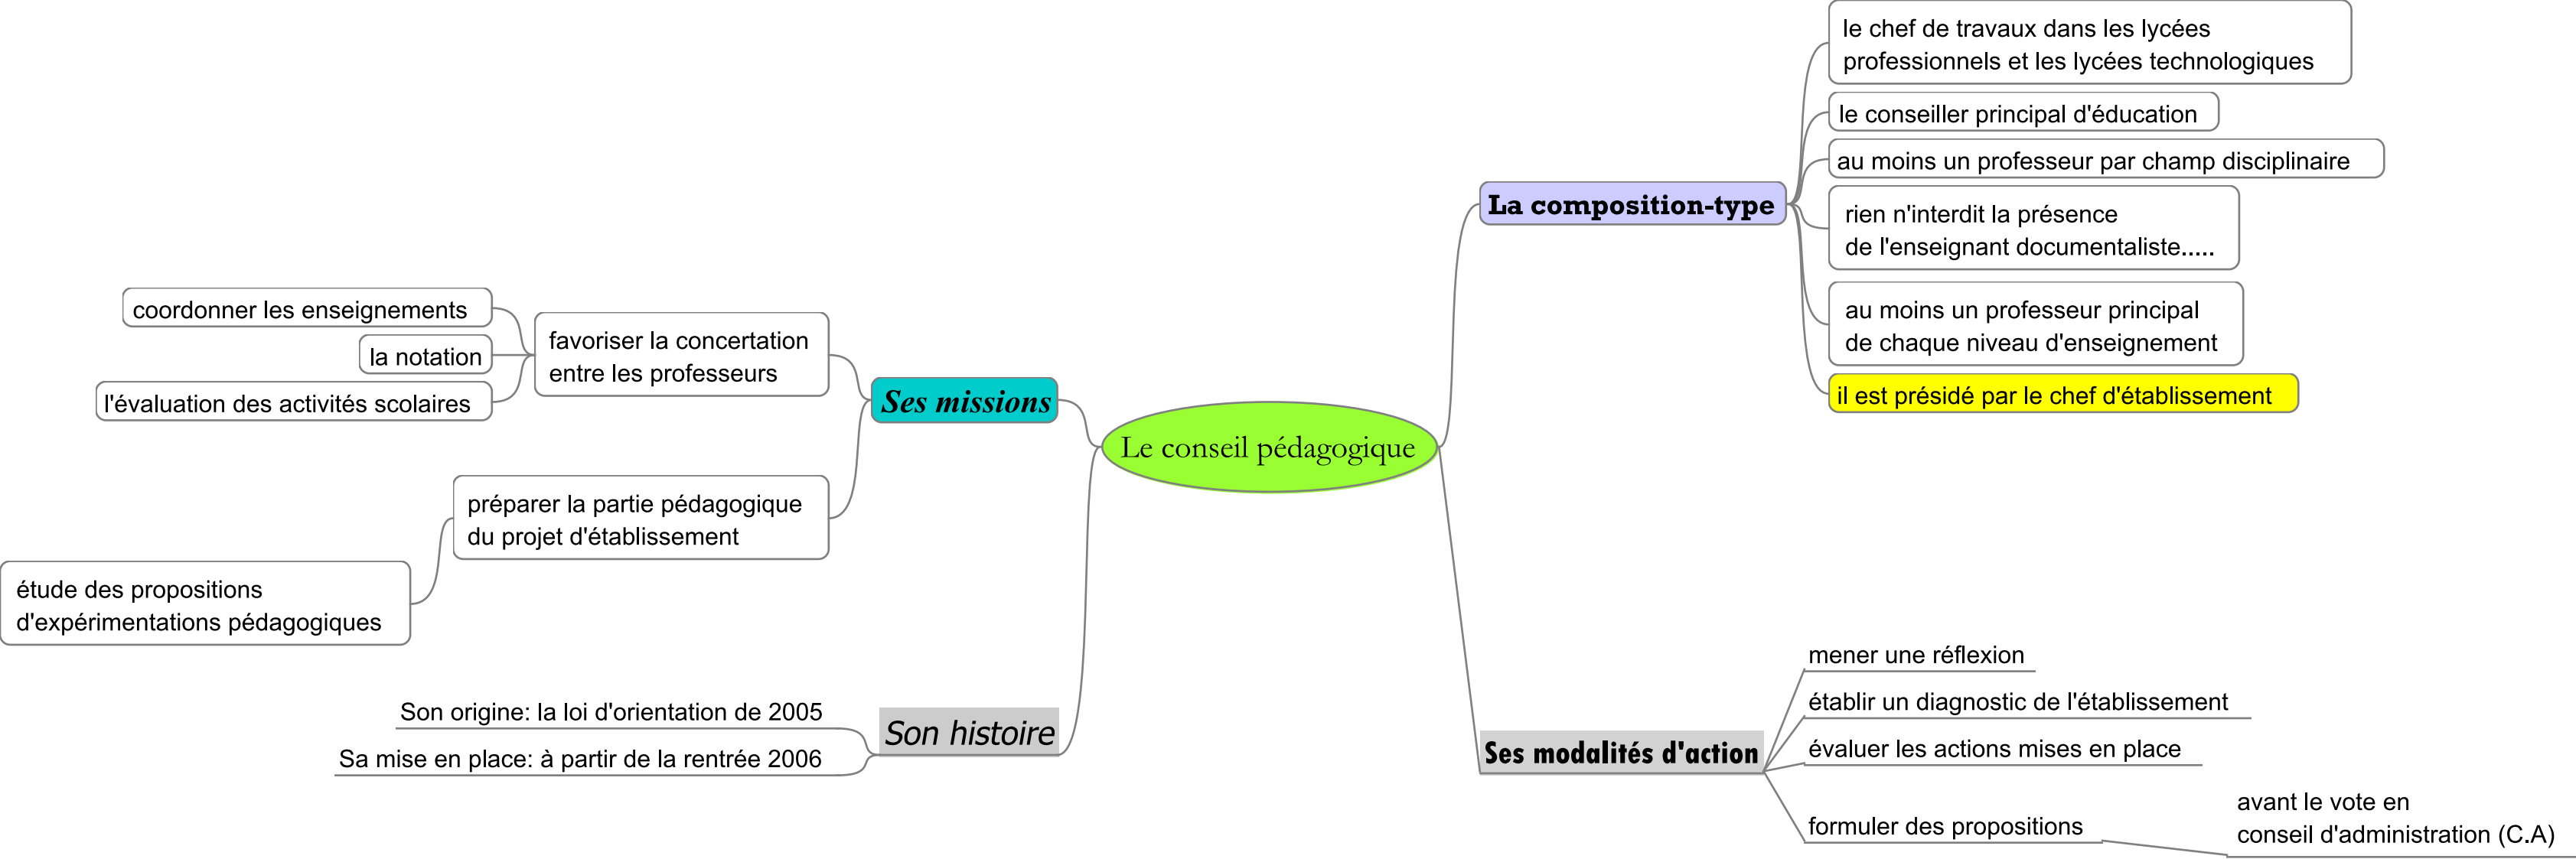 Le conseil pédagogique
La composition-type
le chef de travaux dans les lycées
professionnels et les lycées technologiques
le conseiller principal d'éducation
au moins un professeur par champ disciplinaire
rien n'interdit la présence
de l'enseignant documentaliste.....
au moins un professeur principal
de chaque niveau d'enseignement
il est présidé par le chef d'établissement
Ses modalités d'action
mener une réflexion
établir un diagnostic de l'établissement
évaluer les actions mises en place
formuler des propositions
avant le vote en
conseil d'administration (C.A)
Ses missions
favoriser la concertation
entre les professeurs
coordonner les enseignements
la notation
l'évaluation des activités scolaires
préparer la partie pédagogique
du projet d'établissement
étude des propositions
d'expérimentations pédagogiques
Son histoire
Son origine: la loi d'orientation de 2005
Sa mise en place: à partir de la rentrée 2006